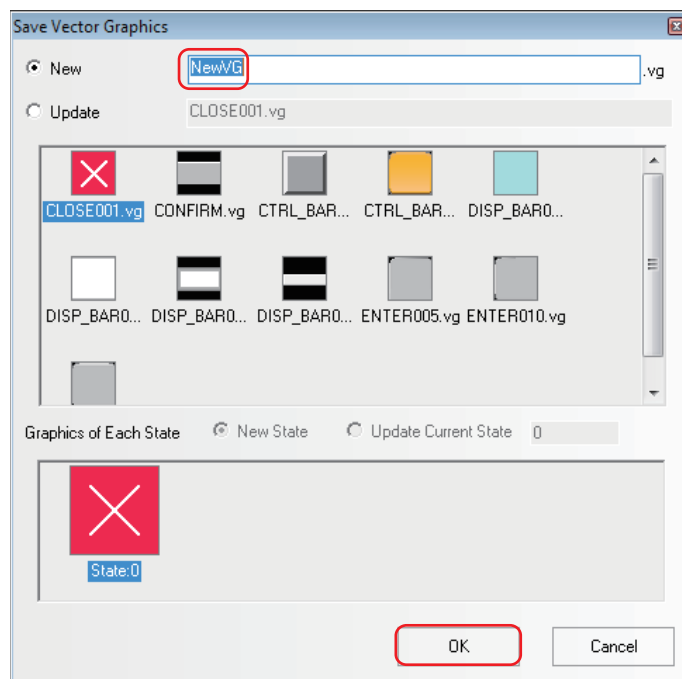 Save Vector Graphics
New NewVG .vg
Update CLOSE001.vg
CLOSE001.vg CONFIRM.vg CTRL_BAR... CTRL_BAR... DISP_BAR0...
DISP_BAR0... DISP_BAR0... DISP_BAR0... ENTER005.vg ENTER010.vg
Graphics of Each State New State Update Current State 0
State:0
OK Cancel